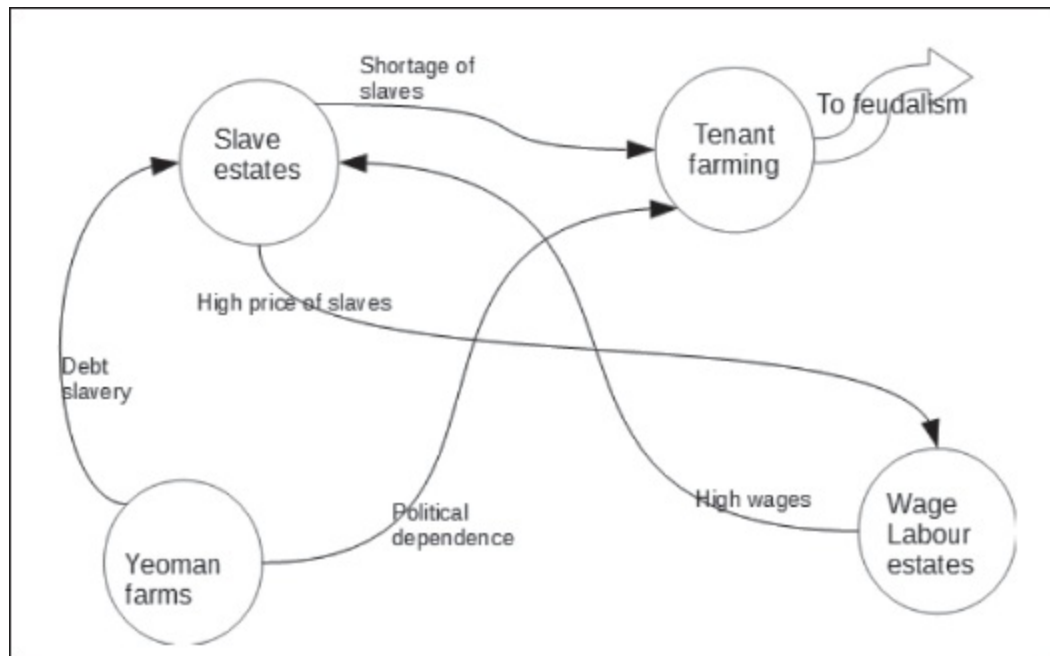 Shortage of
slaves
To feudalism
Slave
estates
Tenant
farming
High price of slaves
Debt
slavery
Political
dependence
High wages
Wage
Labour
estates
Yeoman
farms